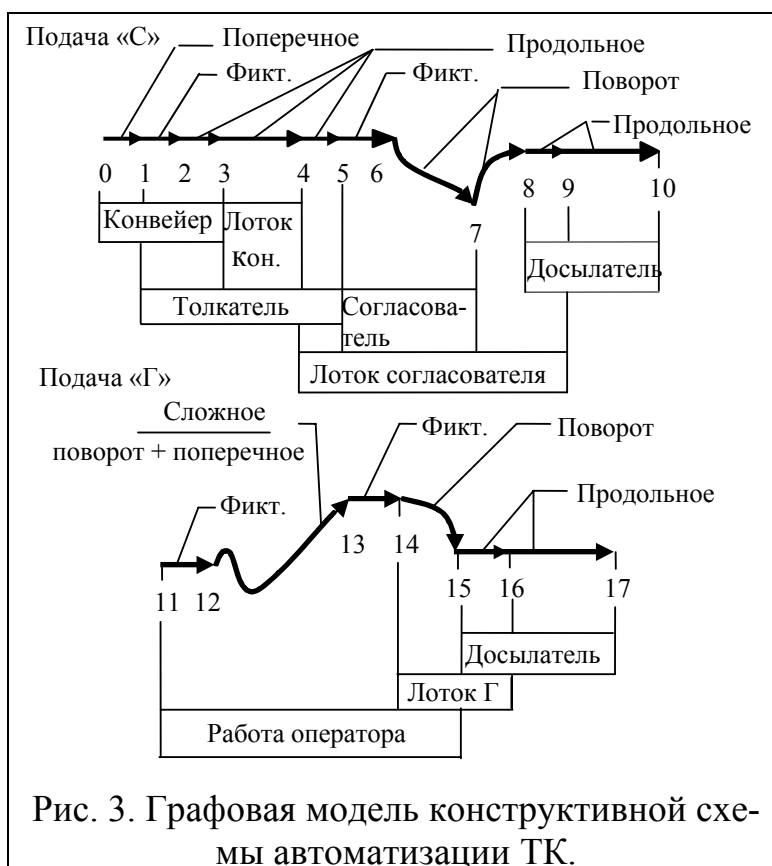 Подача «С»
Поперечное
Продольное
Фикт.
Фикт.
Поворот
Продольное
0 1 2 3 4 5 6 7 8 9 10
Конвейер
Лоток
кон.
Досылатель
Толкатель
Согласова-
тель
Лоток согласователя
Подача «Г»
Сложное
поворот + поперечное
Фикт.
Поворот
Фикт.
Продольное
11 12 13 14 15 16 17
Досылатель
Лоток Г
Работа оператора
Рис. 3. Графовая модель конструктивной схе-
мы автоматизации ТК.